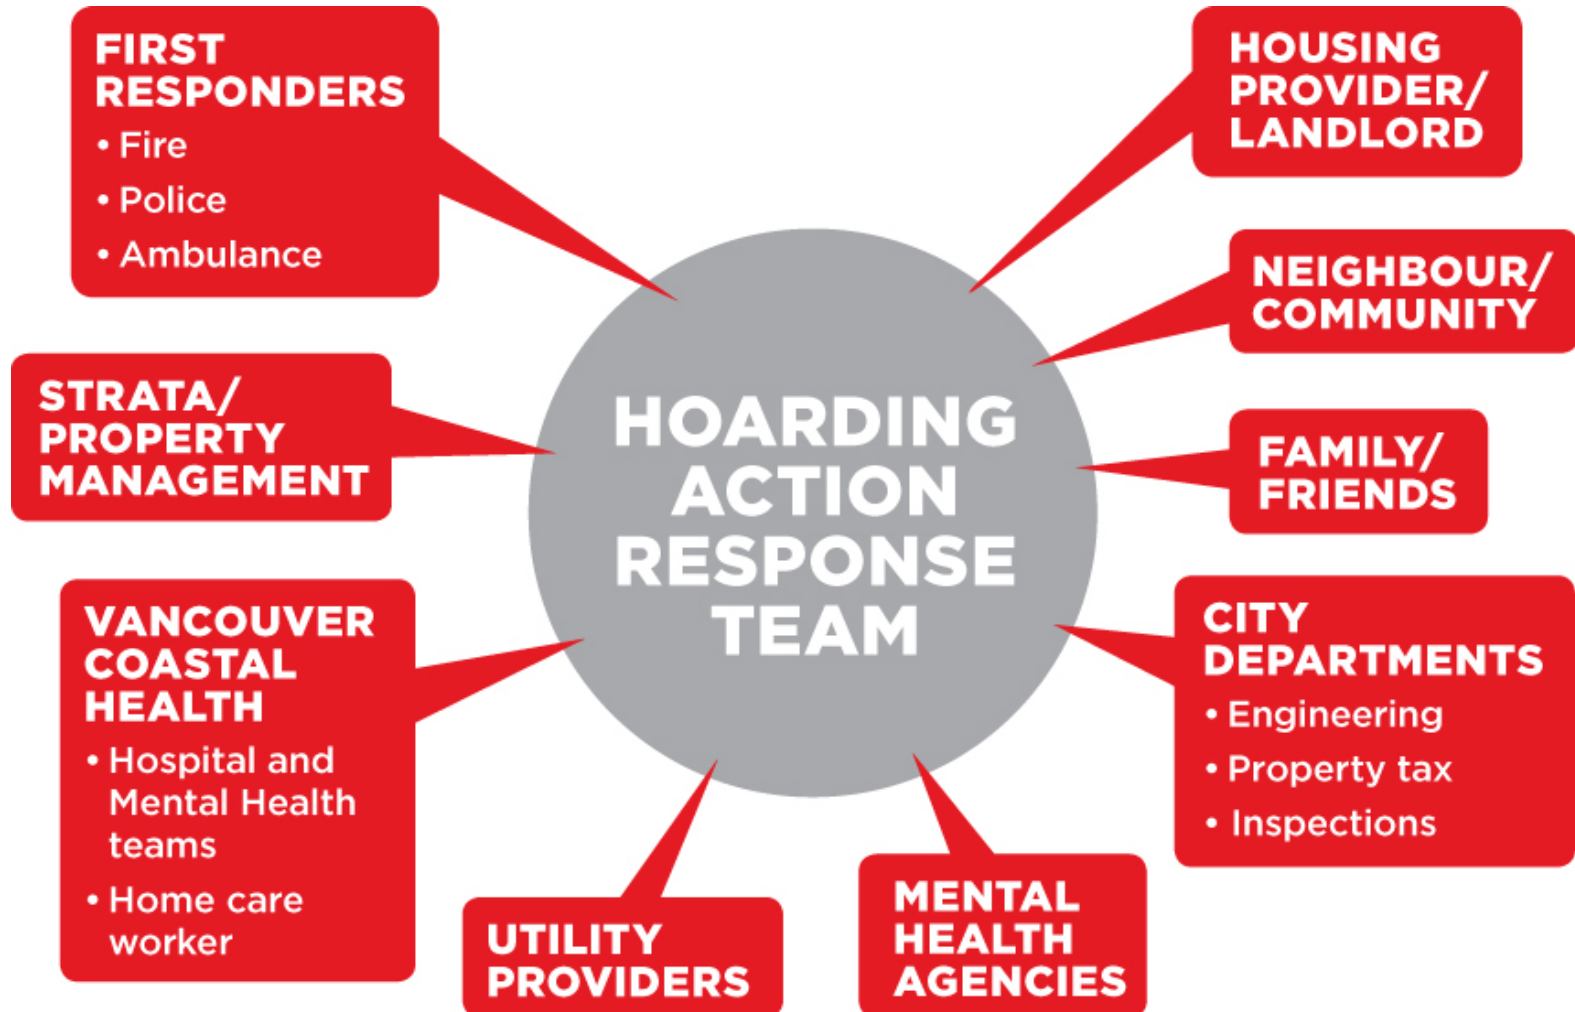 FIRST
RESPONDERS
• Fire
• Police
• Ambulance
HOUSING
PROVIDER/
LANDLORD
NEIGHBOUR/
COMMUNITY
STRATA/
PROPERTY
MANAGEMENT
HOARDING
ACTION
RESPONSE
TEAM
FAMILY/
FRIENDS
VANCOUVER
COASTAL
HEALTH
• Hospital and
Mental Health
teams
• Home care
worker
CITY
DEPARTMENTS
• Engineering
• Property tax
• Inspections
UTILITY
PROVIDERS
MENTAL
HEALTH
AGENCIES